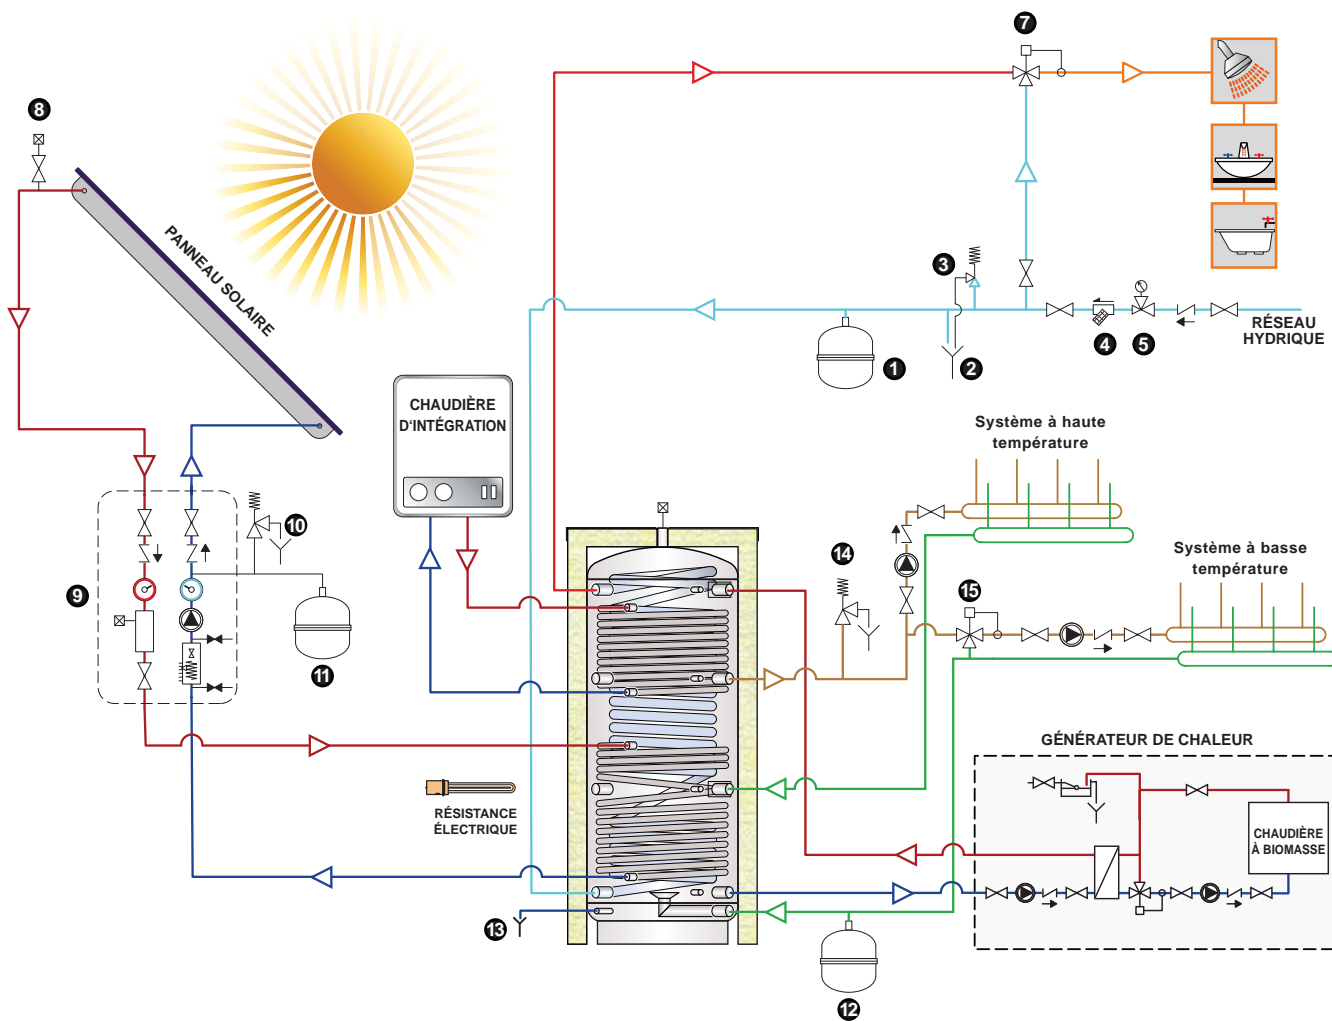 7
8
PANNEAU SOLAIRE
3
RÉSEAU
HYDRIQUE
4
5
1
2
CHAUDIÈRE
D'INTÉGRATION
Système à haute
température
10
14
Système à basse
température
9
15
11
GÉNÉRATEUR DE CHALEUR
RÉSISTANCE
ÉLECTRIQUE
CHAUDIÈRE
À BIOMASSE
13
12